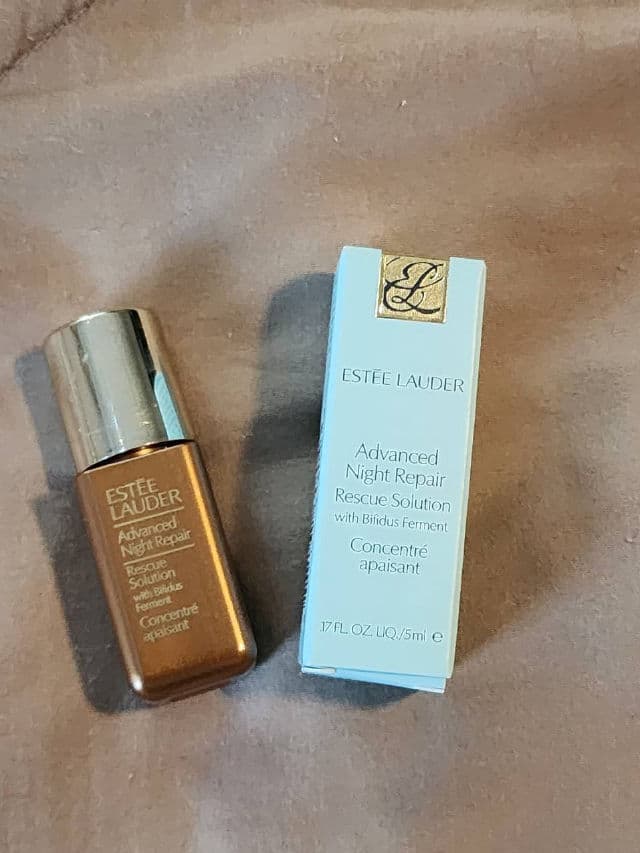 ESTĒE
LAUDER
Advanced
Night Repair
Rescue
Solution
with Bifidus
Ferment
Concentré
apaisant
EL
ESTĒE LAUDER
Advanced
Night Repair
Rescue Solution
with Bifidus Ferment
Concentré
apaisant
.17 FL. OZ. LIQ./5ml e